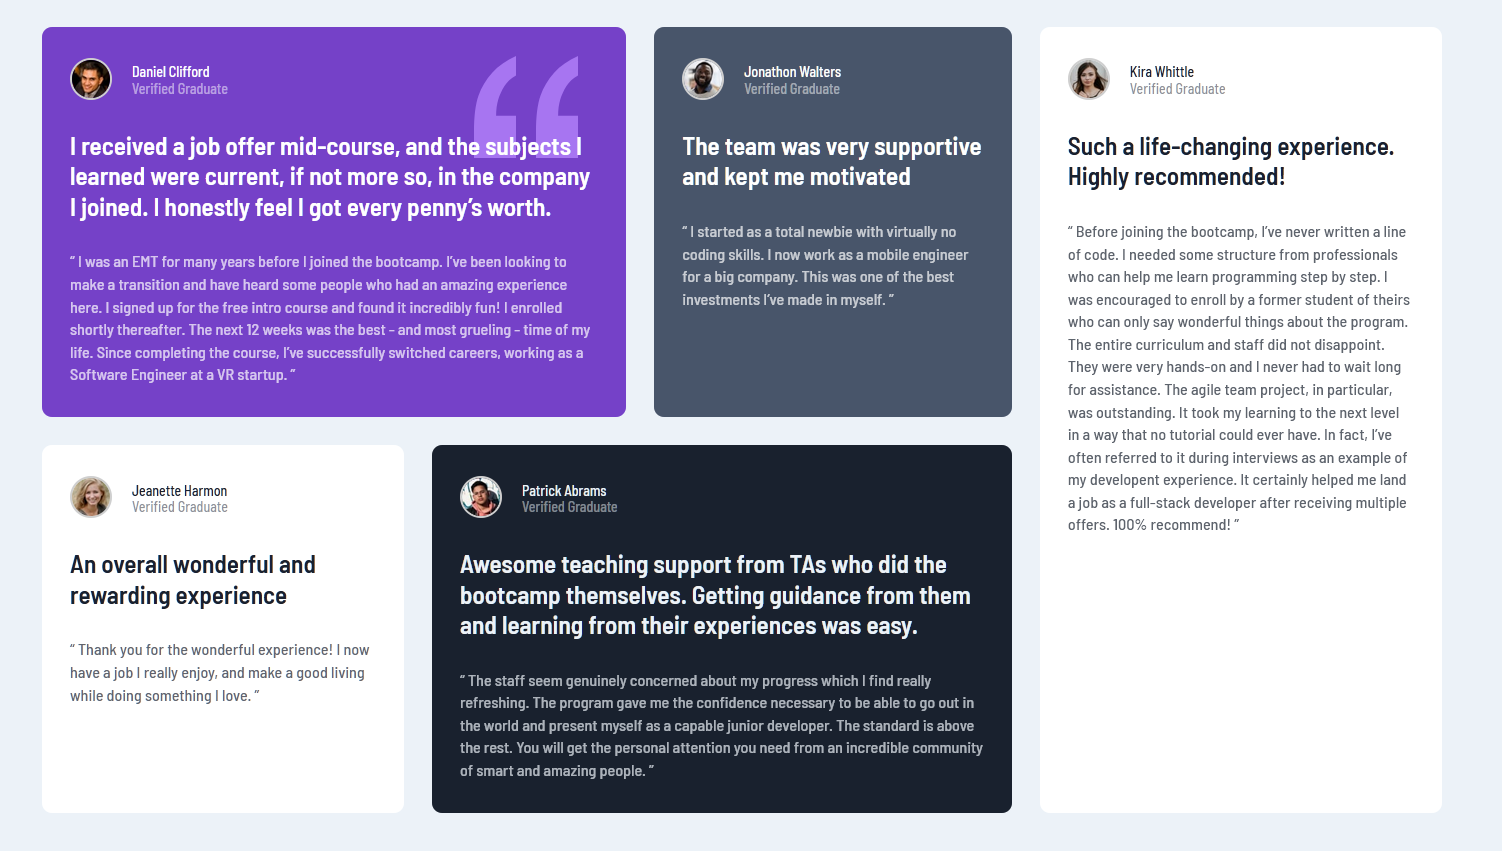 Daniel Clifford
Verified Graduate
I received a job offer mid-course, and the subjects I
learned were current, if not more so, in the company
I joined. I honestly feel I got every penny’s worth.
“ I was an EMT for many years before I joined the bootcamp. I’ve been looking to
make a transition and have heard some people who had an amazing experience
here. I signed up for the free intro course and found it incredibly fun! I enrolled
shortly thereafter. The next 12 weeks was the best - and most grueling - time of my
life. Since completing the course, I’ve successfully switched careers, working as a
Software Engineer at a VR startup. ”
Jonathon Walters
Verified Graduate
The team was very supportive
and kept me motivated
“ I started as a total newbie with virtually no
coding skills. I now work as a mobile engineer
for a big company. This was one of the best
investments I’ve made in myself. ”
Kira Whittle
Verified Graduate
Such a life-changing experience.
Highly recommended!
“ Before joining the bootcamp, I’ve never written a line
of code. I needed some structure from professionals
who can help me learn programming step by step. I
was encouraged to enroll by a former student of theirs
who can only say wonderful things about the program.
The entire curriculum and staff did not disappoint.
They were very hands-on and I never had to wait long
for assistance. The agile team project, in particular,
was outstanding. It took my learning to the next level
in a way that no tutorial could ever have. In fact, I’ve
often referred to it during interviews as an example of
my developent experience. It certainly helped me land
a job as a full-stack developer after receiving multiple
offers. 100% recommend! ”
Jeanette Harmon
Verified Graduate
An overall wonderful and
rewarding experience
“ Thank you for the wonderful experience! I now
have a job I really enjoy, and make a good living
while doing something I love. ”
Patrick Abrams
Verified Graduate
Awesome teaching support from TAs who did the
bootcamp themselves. Getting guidance from them
and learning from their experiences was easy.
“ The staff seem genuinely concerned about my progress which I find really
refreshing. The program gave me the confidence necessary to be able to go out in
the world and present myself as a capable junior developer. The standard is above
the rest. You will get the personal attention you need from an incredible community
of smart and amazing people. ”